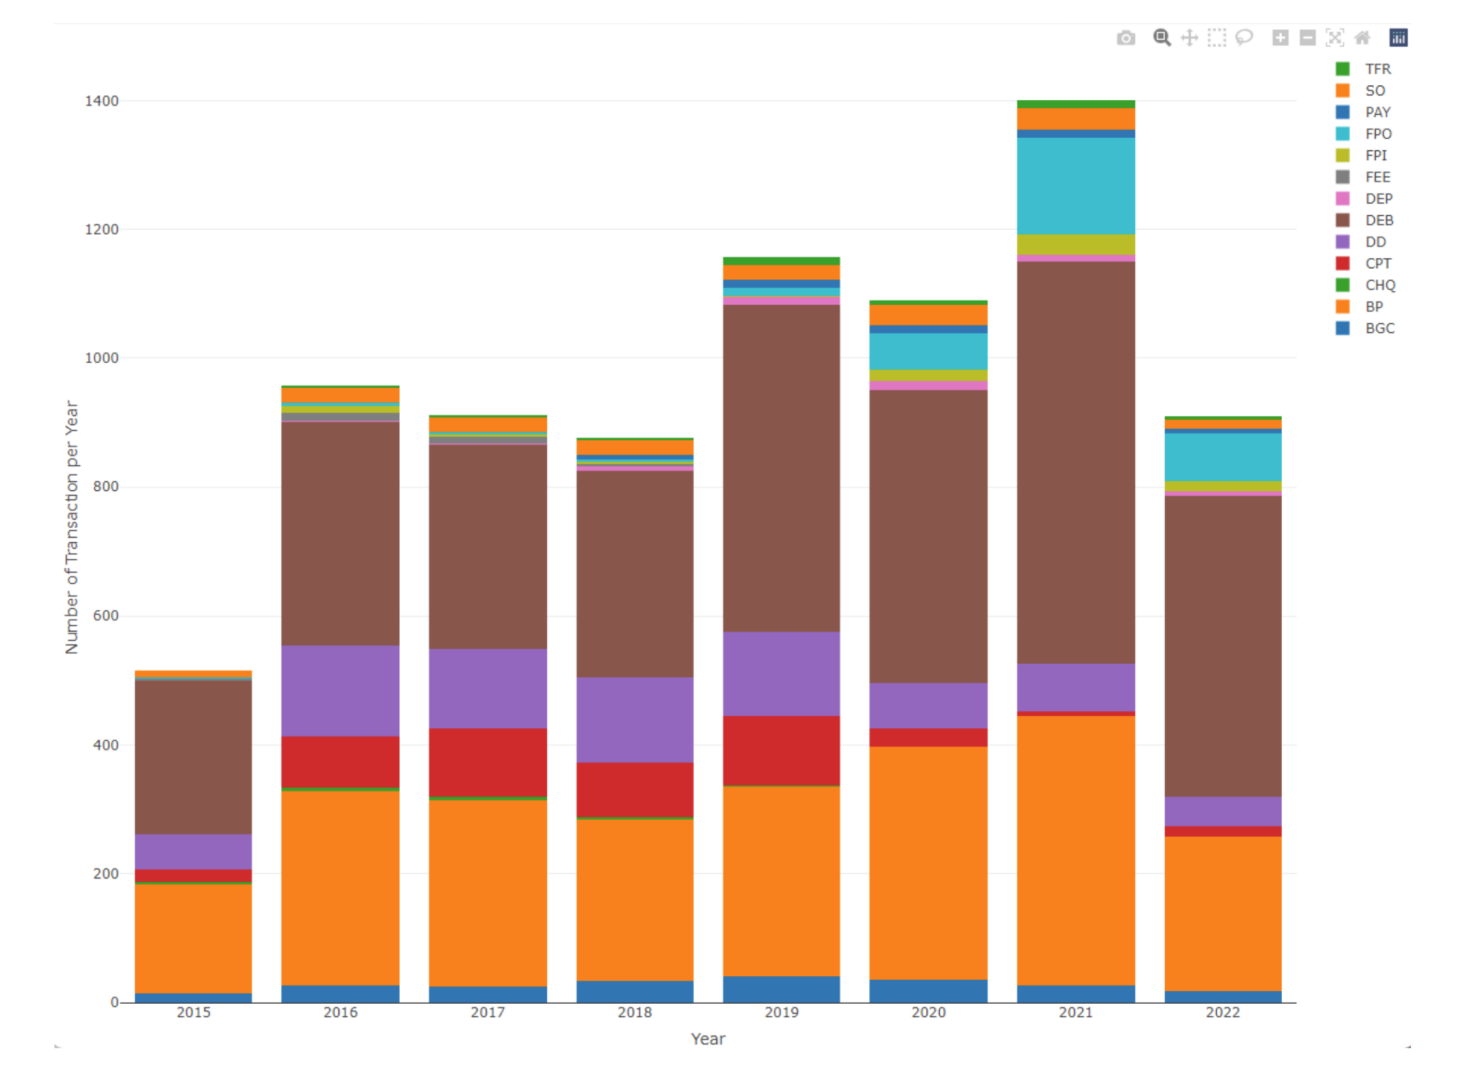 TFR
SO
PAY
FPO
FPI
FEE
DEP
DEB
DD
CPT
CHQ
BP
BGC
Number of Transaction per Year
1400
1200
1000
800
600
400
200
0
2015 2016 2017 2018 2019 2020 2021 2022
Year